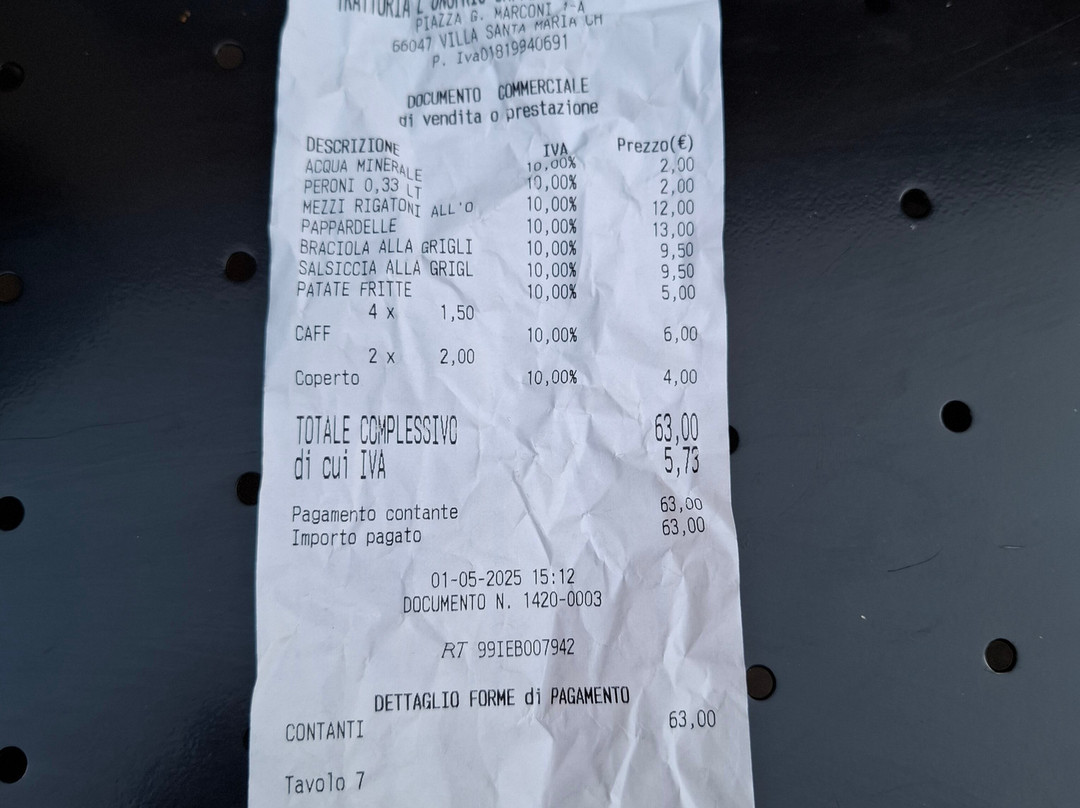 TRATTORIA L'ONOFRIO
PIAZZA G. MARCONI 1-A
66047 VILLA SANTA MARIA CH
P. Iva01819940691
DOCUMENTO COMMERCIALE
di vendita o prestazione
DESCRIZIONE IVA Prezzo(€)
ACQUA MINERALE 10,00% 2,00
PERONI 0,33 LT 10,00% 2,00
MEZZI RIGATONI ALL'O 10,00% 12,00
PAPPARDELLE 10,00% 13,00
BRACIOLA ALLA GRIGLI 10,00% 9,50
SALSICCIA ALLA GRIGL 10,00% 9,50
PATATE FRITTE 10,00% 5,00
4 x 1,50
CAFF 10,00% 6,00
2 x 2,00
Coperto 10,00% 4,00
TOTALE COMPLESSIVO 63,00
di cui IVA 5,73
Pagamento contante 63,00
Importo pagato 63,00
01-05-2025 15:12
DOCUMENTO N. 1420-0003
RT 99IEB007942
DETTAGLIO FORME di PAGAMENTO
CONTANTI 63,00
Tavolo 7